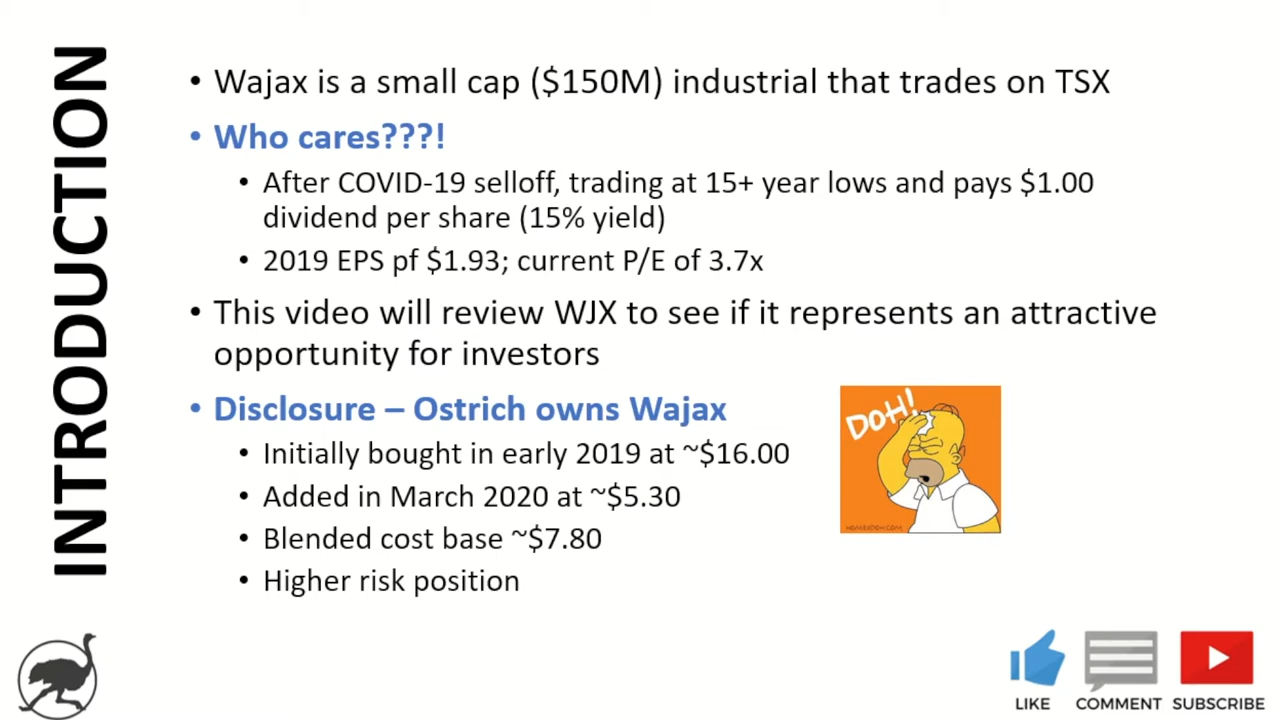 INTRODUCTION
• Wajax is a small cap ($150M) industrial that trades on TSX
• Who cares???!
• After COVID-19 selloff, trading at 15+ year lows and pays $1.00
dividend per share (15% yield)
• 2019 EPS pf $1.93; current P/E of 3.7x
• This video will review WJX to see if it represents an attractive
opportunity for investors
• Disclosure – Ostrich owns Wajax
• Initially bought in early 2019 at ~$16.00
• Added in March 2020 at ~$5.30
• Blended cost base ~$7.80
• Higher risk position
DOH!
LIKE
COMMENT
SUBSCRIBE